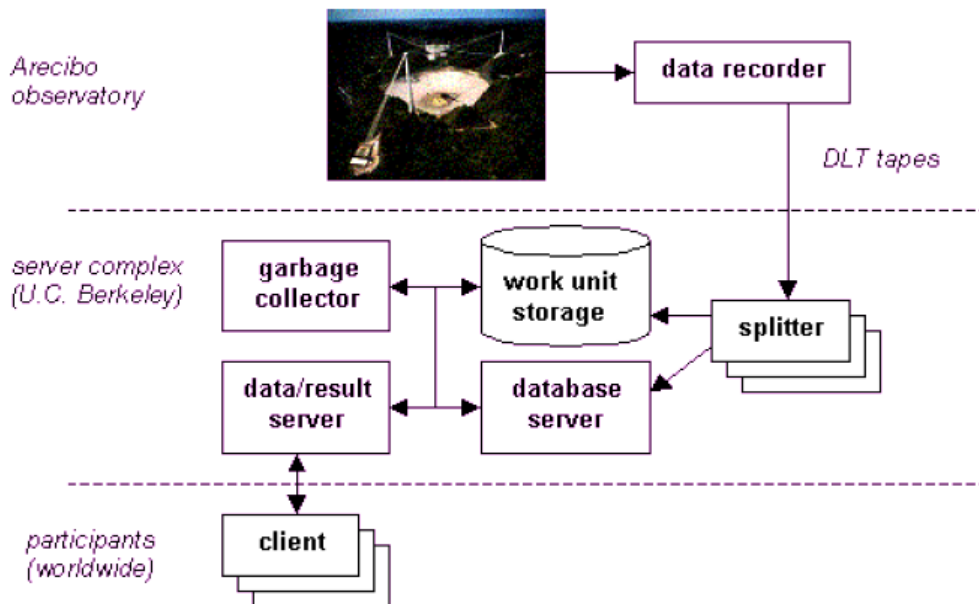 Arecibo
observatory
data recorder
DLT tapes
server complex
(U.C. Berkeley)
garbage
collector
work unit
storage
splitter
data/result
server
database
server
participants
(worldwide)
client